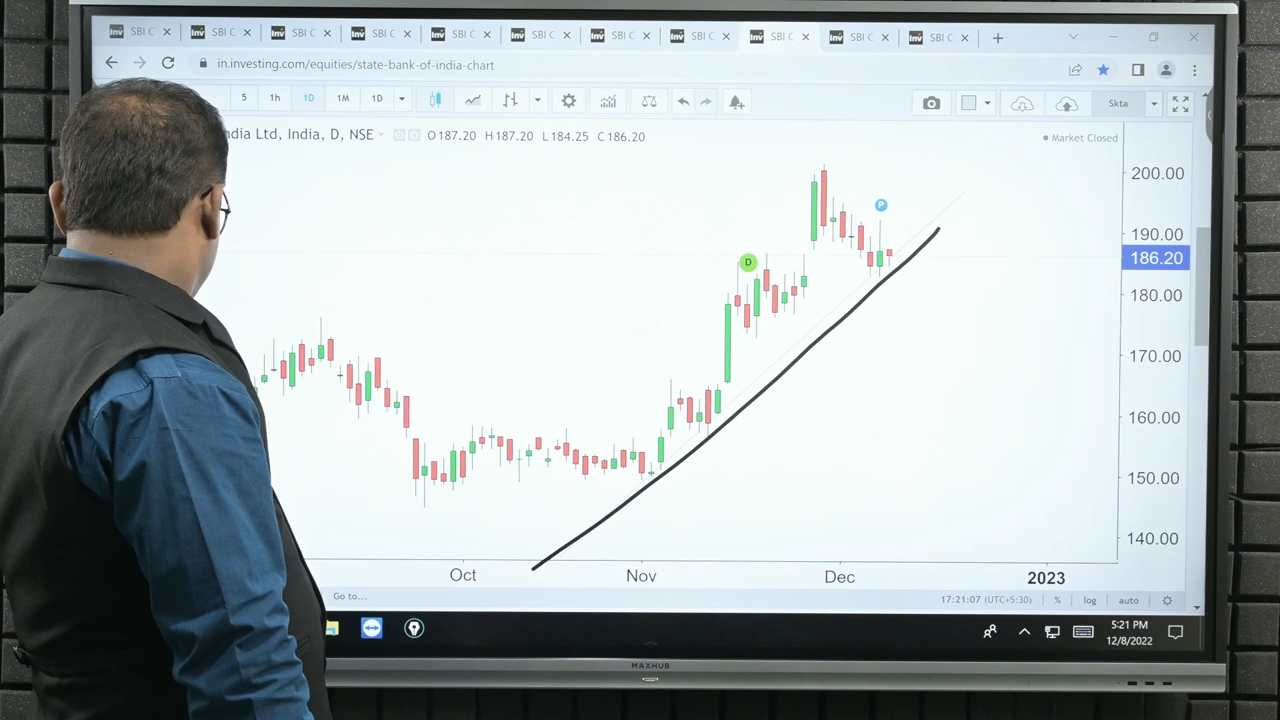 SBI C SBI C SBI C SBI C SBI C SBI C SBI C SBI C SBI C SBI C SBI C
in.investing.com/equities/state-bank-of-india-chart
5 1h 1D 1M 1D Skta
India Ltd, India, D, NSE O187.20 H187.20 L184.25 C186.20
Market Closed
200.00
P
190.00
D
186.20
180.00
170.00
160.00
150.00
140.00
Oct Nov Dec 2023
Go to... 17:21:07 (UTC+5:30) % log auto
5:21 PM
12/8/2022
MAXHUB